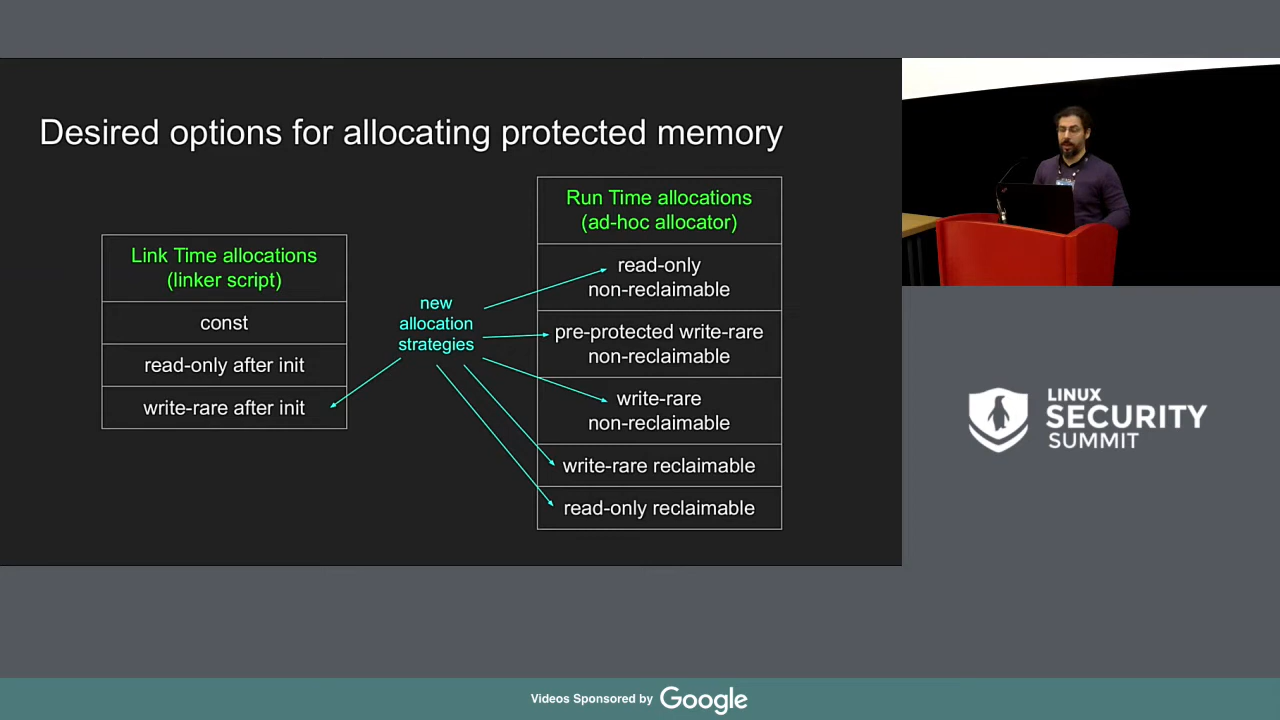 Desired options for allocating protected memory
Link Time allocations
(linker script)
const
read-only after init
write-rare after init
new
allocation
strategies
Run Time allocations
(ad-hoc allocator)
read-only
non-reclaimable
pre-protected write-rare
non-reclaimable
write-rare
non-reclaimable
write-rare reclaimable
read-only reclaimable
LINUX
SECURITY
SUMMIT
Videos Sponsored by Google